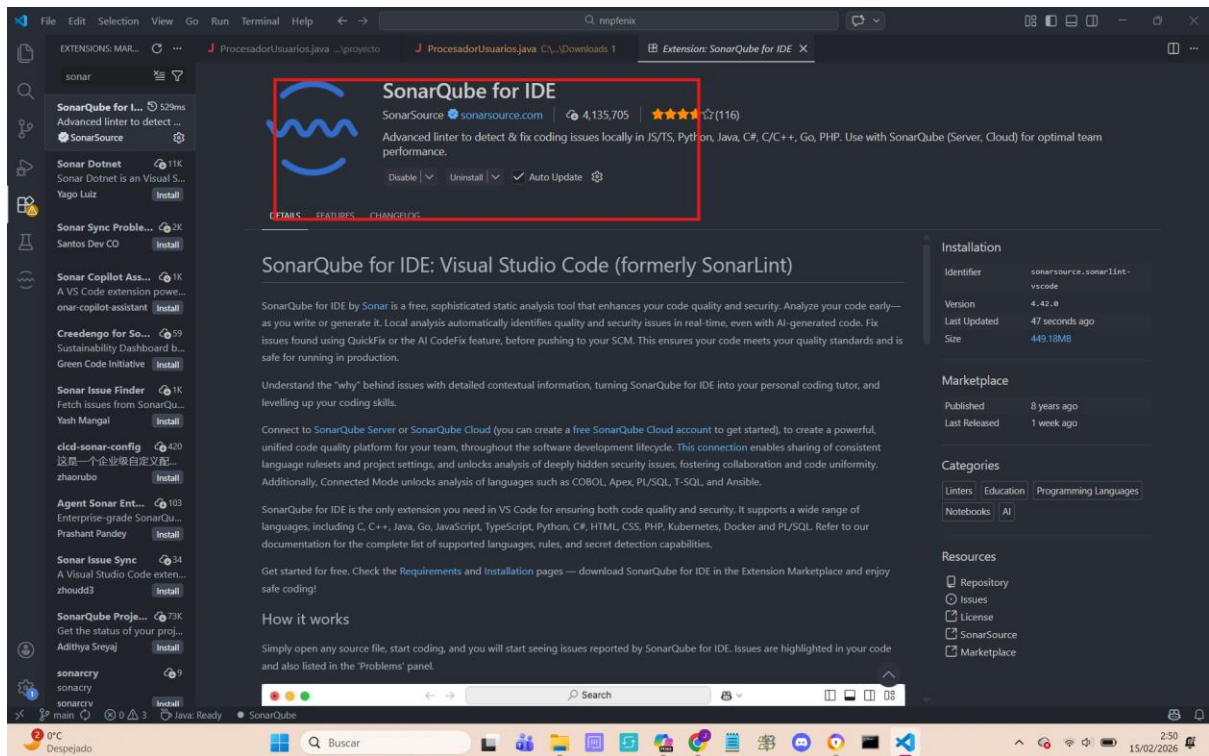 File Edit Selection View Go Run Terminal Help
nnpfenix
EXTENSIONS: MAR...
ProcesadorUsuarios.java ...\proyecto
ProcesadorUsuarios.java C:\...\Downloads 1
Extension: SonarQube for IDE
sonar
SonarQube for I... 529ms
Advanced linter to detect ...
SonarSource
Sonar Dotnet 11K
Sonar Dotnet is an Visual S...
Yago Luiz Install
Sonar Sync Proble... 2K
Santos Dev CO Install
Sonar Copilot Ass... 1K
A VS Code extension powe...
onar-copilot-assistant Install
Creedengo for So... 59
Sustainability Dashboard b...
Green Code Initiative Install
Sonar Issue Finder 1K
Fetch issues from SonarQu...
Yash Mangal Install
cicd-sonar-config 420
这是一个企业级自定义配...
zhaorubo Install
Agent Sonar Ent... 103
Enterprise-grade SonarQu...
Prashant Pandey Install
Sonar Issue Sync 34
A Visual Studio Code exten...
zhoudd3 Install
SonarQube Proje... 73K
Get the status of your proj...
Adithya Sreyaj Install
sonarcry 9
sonacry
sonarcry Install
SonarQube for IDE
SonarSource sonarsource.com 4,135,705 (116)
Advanced linter to detect & fix coding issues locally in JS/TS, Python, Java, C#, C/C++, Go, PHP. Use with SonarQube (Server, Cloud) for optimal team
performance.
Disable Uninstall Auto Update
DETAILS FEATURES CHANGELOG
SonarQube for IDE: Visual Studio Code (formerly SonarLint)
SonarQube for IDE by Sonar is a free, sophisticated static analysis tool that enhances your code quality and security. Analyze your code early—
as you write or generate it. Local analysis automatically identifies quality and security issues in real-time, even with AI-generated code. Fix
issues found using QuickFix or the AI CodeFix feature, before pushing to your SCM. This ensures your code meets your quality standards and is
safe for running in production.
Understand the "why" behind issues with detailed contextual information, turning SonarQube for IDE into your personal coding tutor, and
levelling up your coding skills.
Connect to SonarQube Server or SonarQube Cloud (you can create a free SonarQube Cloud account to get started), to create a powerful,
unified code quality platform for your team, throughout the software development lifecycle. This connection enables sharing of consistent
language rulesets and project settings, and unlocks analysis of deeply hidden security issues, fostering collaboration and code uniformity.
Additionally, Connected Mode unlocks analysis of languages such as COBOL, Apex, PL/SQL, T-SQL, and Ansible.
SonarQube for IDE is the only extension you need in VS Code for ensuring both code quality and security. It supports a wide range of
languages, including C, C++, Java, Go, JavaScript, TypeScript, Python, C#, HTML, CSS, PHP, Kubernetes, Docker and PL/SQL. Refer to our
documentation for the complete list of supported languages, rules, and secret detection capabilities.
Get started for free. Check the Requirements and Installation pages — download SonarQube for IDE in the Extension Marketplace and enjoy
safe coding!
How it works
Simply open any source file, start coding, and you will start seeing issues reported by SonarQube for IDE. Issues are highlighted in your code
and also listed in the 'Problems' panel.
Search
Installation
Identifier sonarsource.sonarlint-
vscode
Version 4.42.0
Last Updated 47 seconds ago
Size 449.18MB
Marketplace
Published 8 years ago
Last Released 1 week ago
Categories
Linters Education Programming Languages
Notebooks AI
Resources
Repository
Issues
License
SonarSource
Marketplace
main 0 3 Java: Ready SonarQube
2 0°C
Despejado
Buscar
2:50
15/02/2026